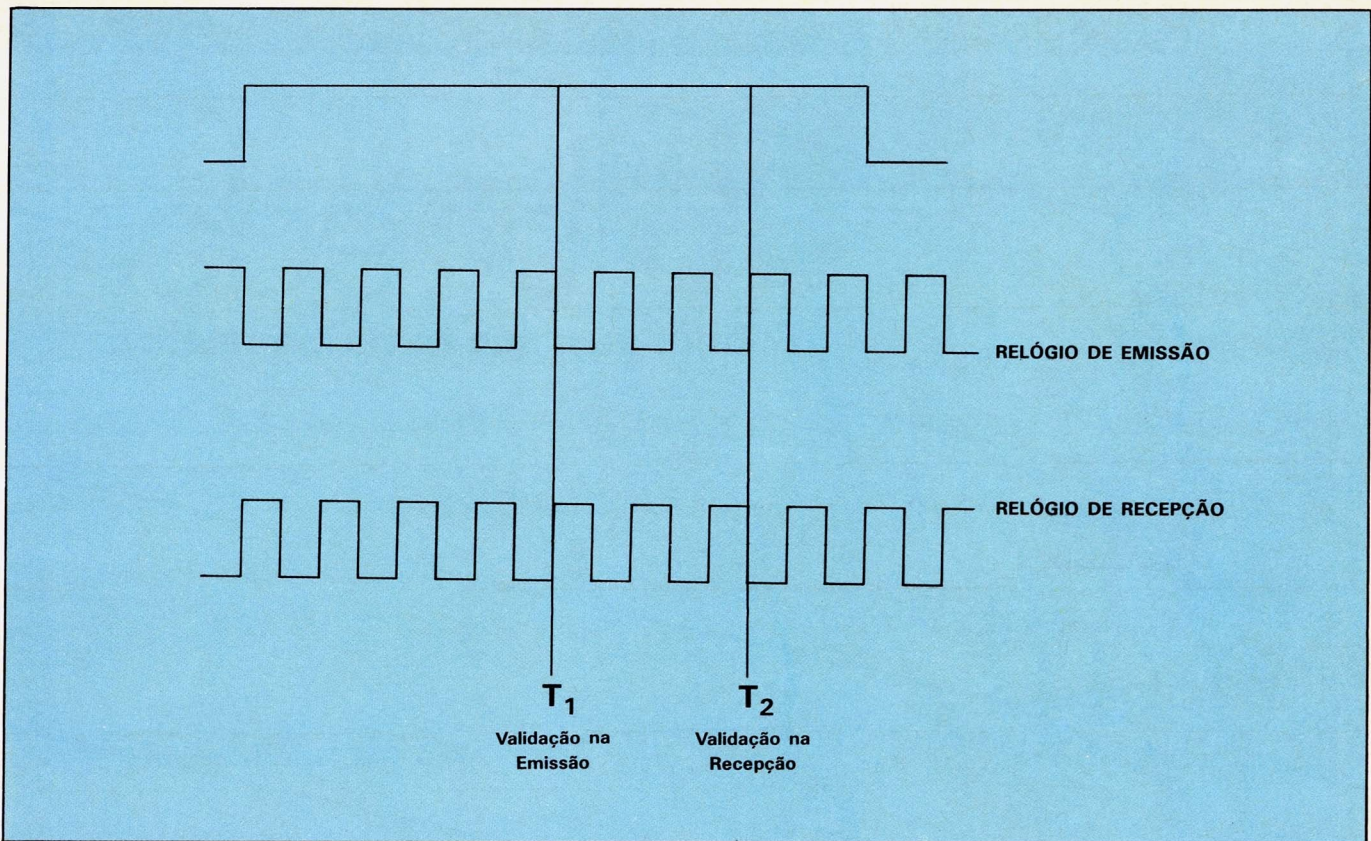 RELÓGIO DE EMISSÃO
RELÓGIO DE RECEPÇÃO
T₁
Validação na
Emissão
T₂
Validação na
Recepção